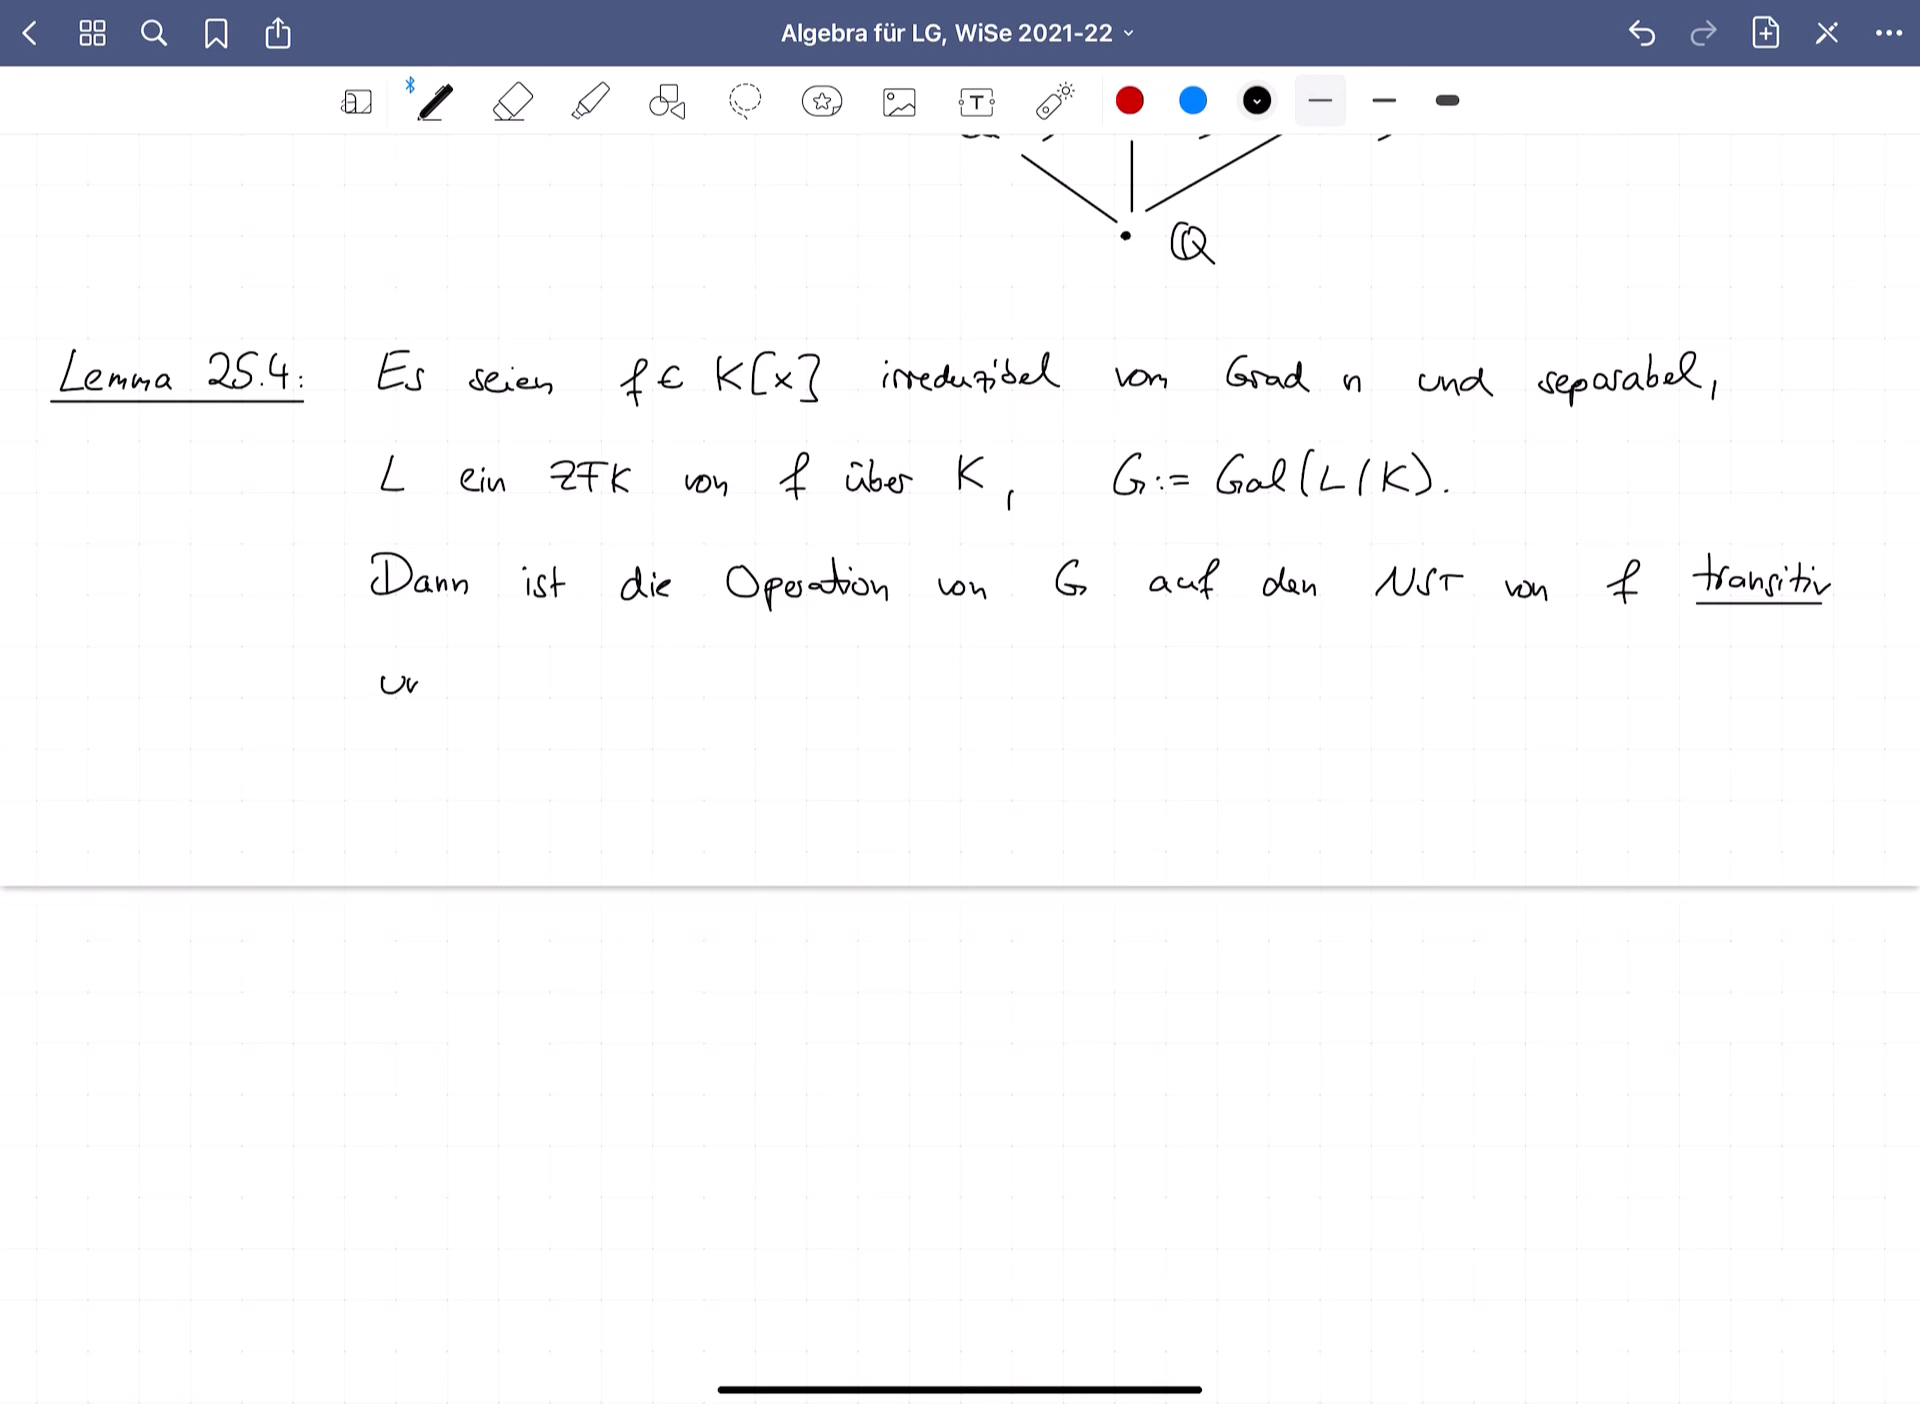 Algebra für LG, WiSe 2021-22
T
Q
Lemma 25.4: Es seien f ∈ K[x] irreduzibel vom Grad n und separabel,
L ein ZFK von f über K, G := Gal(L/K).
Dann ist die Operation von G auf den NST von f transitiv